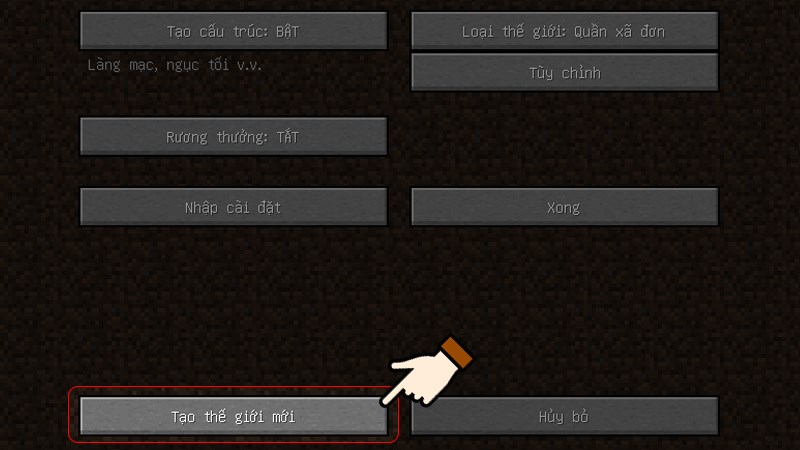 Tạo cấu trúc: BẬT
Loại thế giới: Quần xã đơn
Làng mạc, ngục tối v.v.
Tùy chỉnh
Rương thưởng: TẮT
Nhập cài đặt
Xong
Tạo thế giới mới
Hủy bỏ